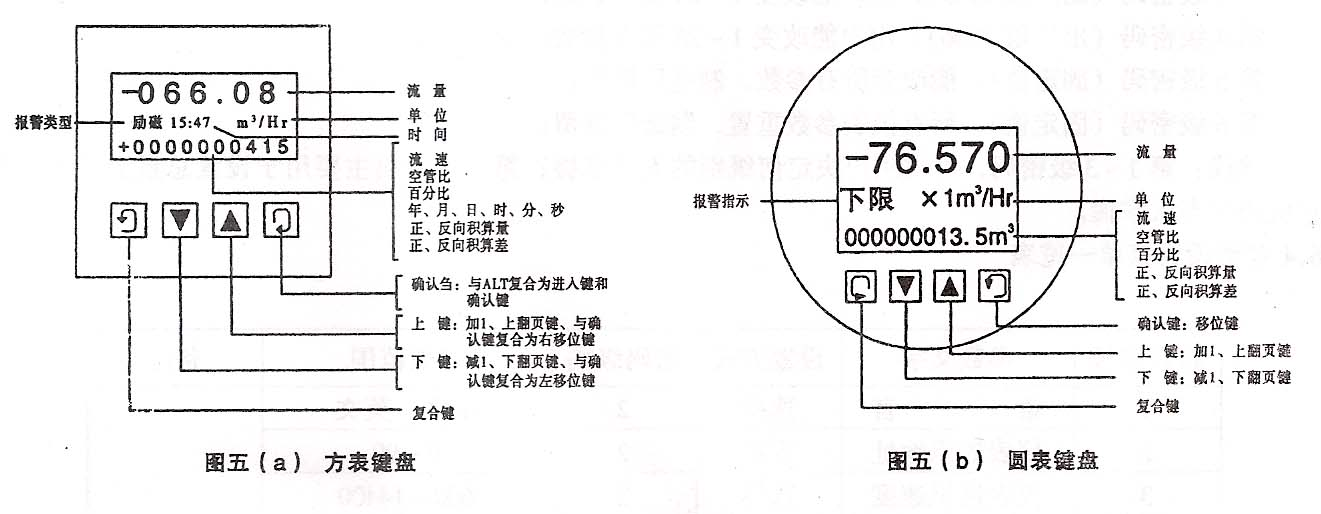 -066.08
励磁 15:47 m³/Hr
+0000000415
报警类型
流 量
单 位
时 间
流 速
空管比
百分比
年、月、日、时、分、秒
正、反向积算量
正、反向积算差
确认刍：与ALT复合为进入键和
确认键
上 键：加1、上翻页键、与确
认键复合为右移位键
下 键：减1、下翻页键、与确
认键复合为左移位键
复合键
图五（a） 方表键盘
-76.570
下限 ×1m³/Hr
000000013.5m³
报警指示
流 量
单 位
流 速
空管比
百分比
正、反向积算量
正、反向积算差
确认键：移位键
上 键：加1、上翻页键
下 键：减1、下翻页键
复合键
图五（b） 圆表键盘